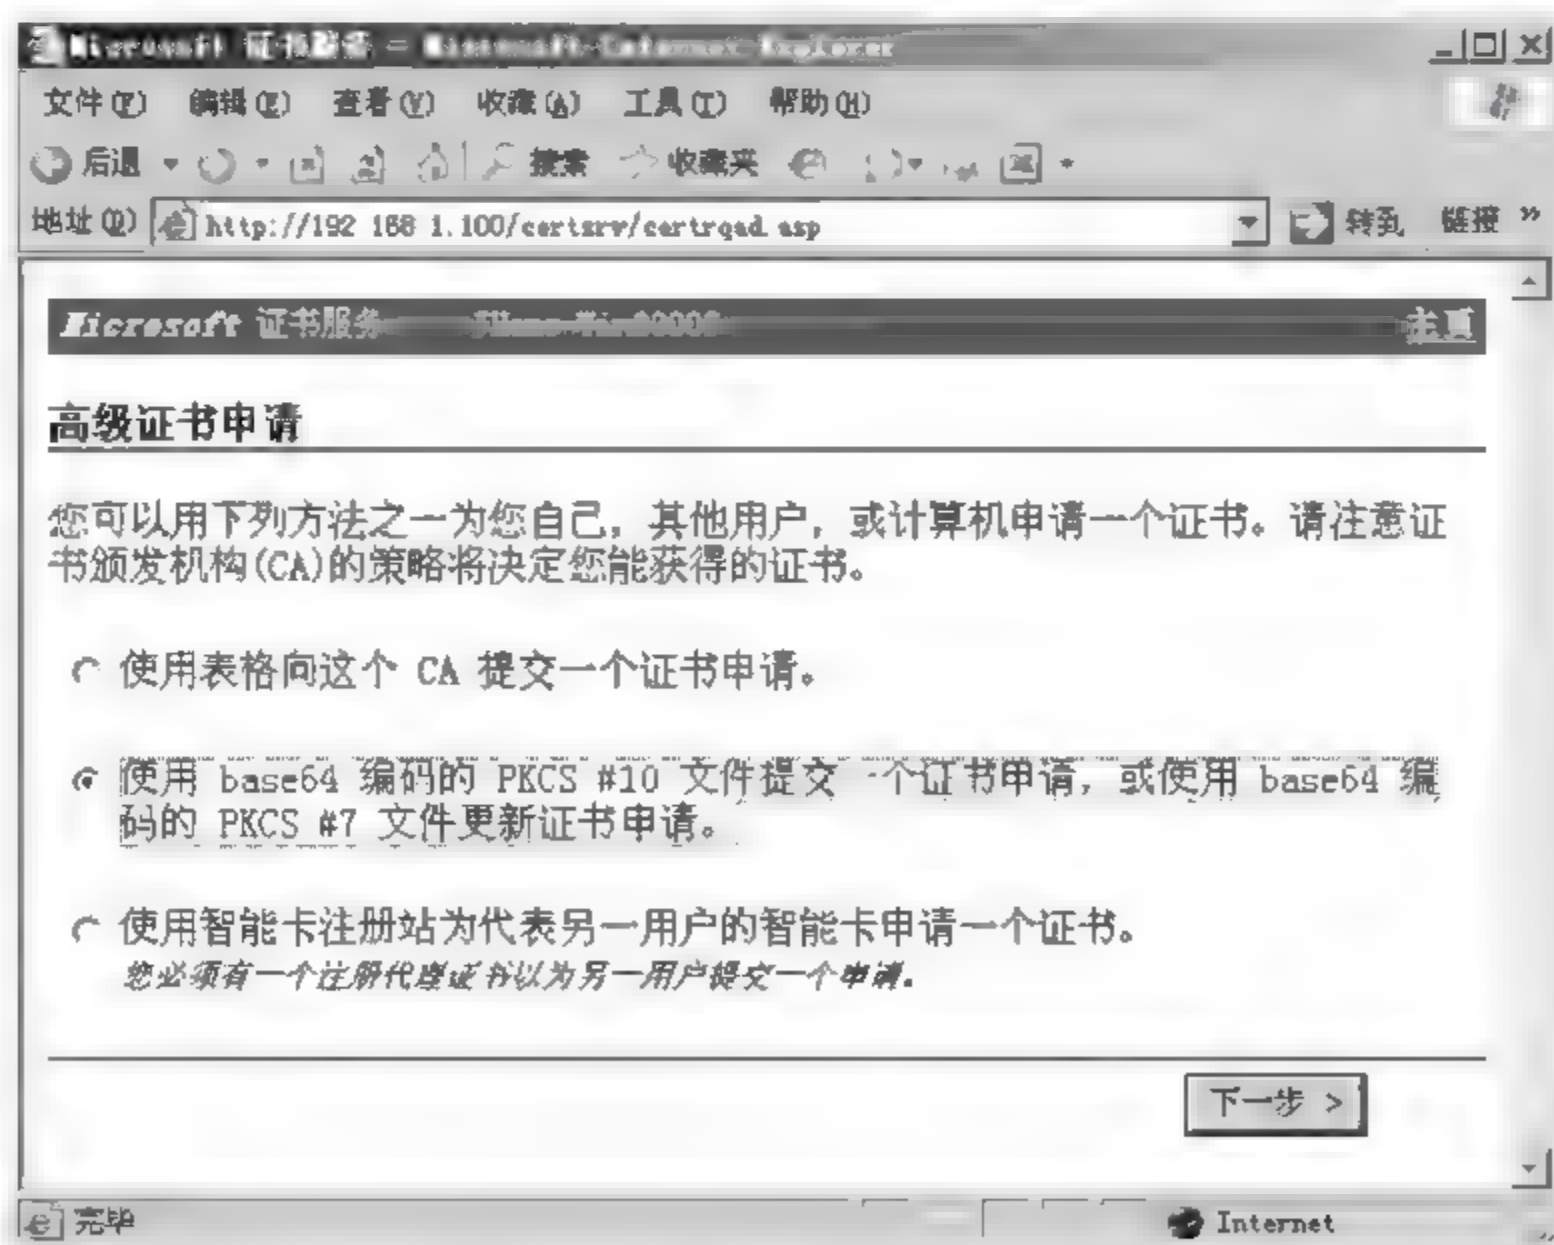 Microsoft 证书服务 - Microsoft Internet Explorer
文件(F) 编辑(E) 查看(V) 收藏(A) 工具(T) 帮助(H)
后退 搜索 收藏夹
地址(D) http://192 168 1.100/certsrv/certrqad.asp 转到 链接 »
Microsoft 证书服务 主页
高级证书申请
您可以用下列方法之一为您自己，其他用户，或计算机申请一个证书。请注意证
书颁发机构(CA)的策略将决定您能获得的证书。
使用表格向这个 CA 提交一个证书申请。
使用 base64 编码的 PKCS #10 文件提交一个证书申请，或使用 base64 编
码的 PKCS #7 文件更新证书申请。
使用智能卡注册站为代表另一用户的智能卡申请一个证书。
您必须有一个注册代理证书以为另一用户提交一个申请。
下一步 >
完毕 Internet